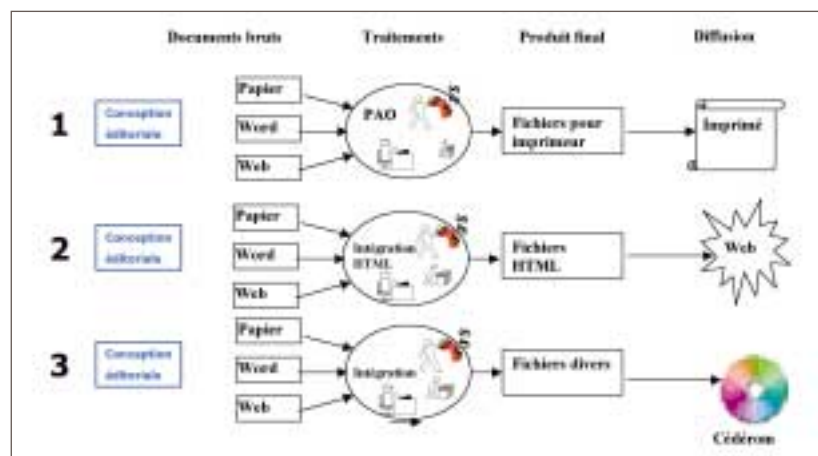 Documents bruts Traitements Produit final Diffusion
1
Conception
éditoriale
Papier
Word
Web
PAO
Fichiers pour
imprimeur
Imprimé
2
Conception
éditoriale
Papier
Word
Web
Intégration
HTML
Fichiers
HTML
Web
3
Conception
éditoriale
Papier
Word
Web
Intégration
Fichiers divers
Cédérom